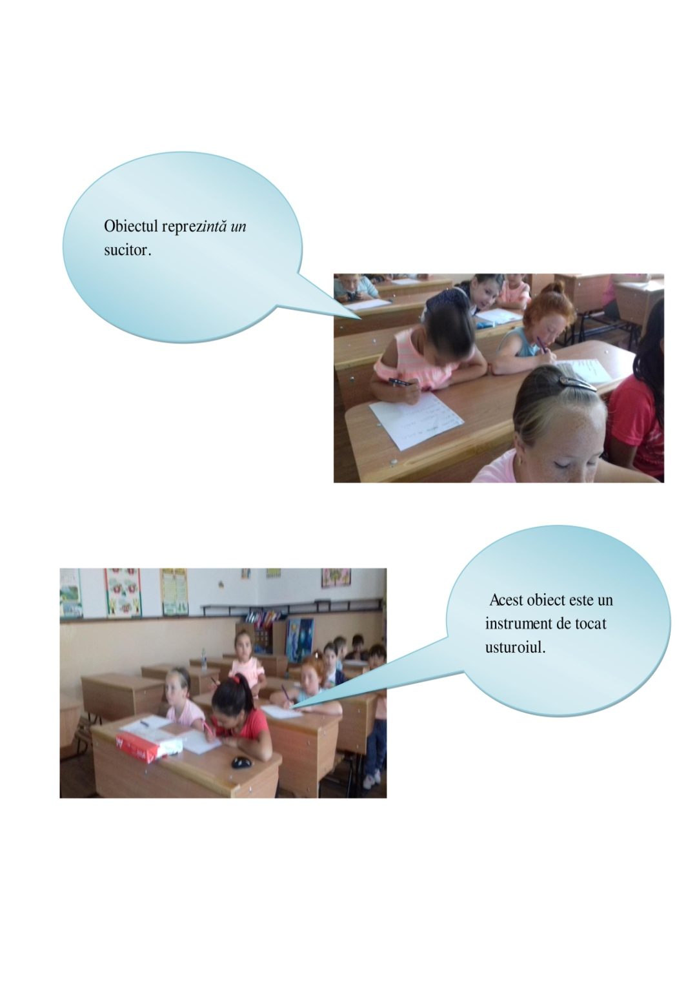 Obiectul reprezintă un
sucitor.
Acest obiect este un
instrument de tocat
usturoiul.